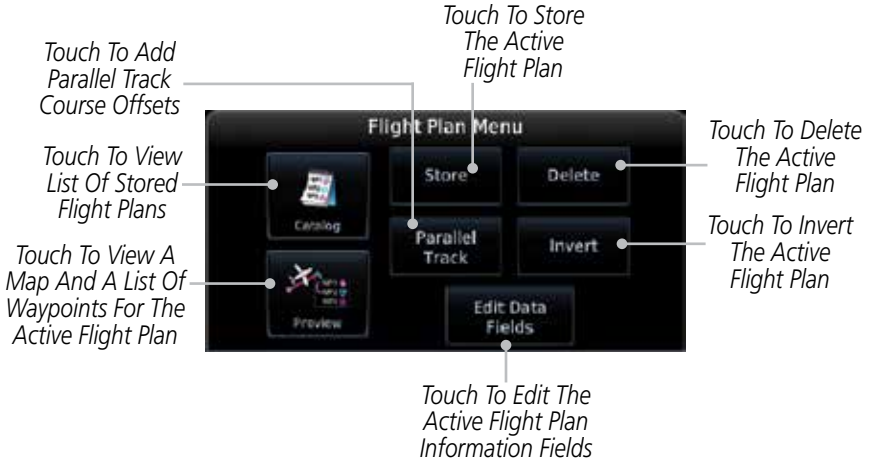 Touch To Store
The Active
Flight Plan
Touch To Add
Parallel Track
Course Offsets
Touch To View
List Of Stored
Flight Plans
Touch To View A
Map And A List Of
Waypoints For The
Active Flight Plan
Flight Plan Menu
Catalog
Store
Delete
Parallel
Track
Invert
Preview
Edit Data
Fields
Touch To Delete
The Active
Flight Plan
Touch To Invert
The Active
Flight Plan
Touch To Edit The
Active Flight Plan
Information Fields